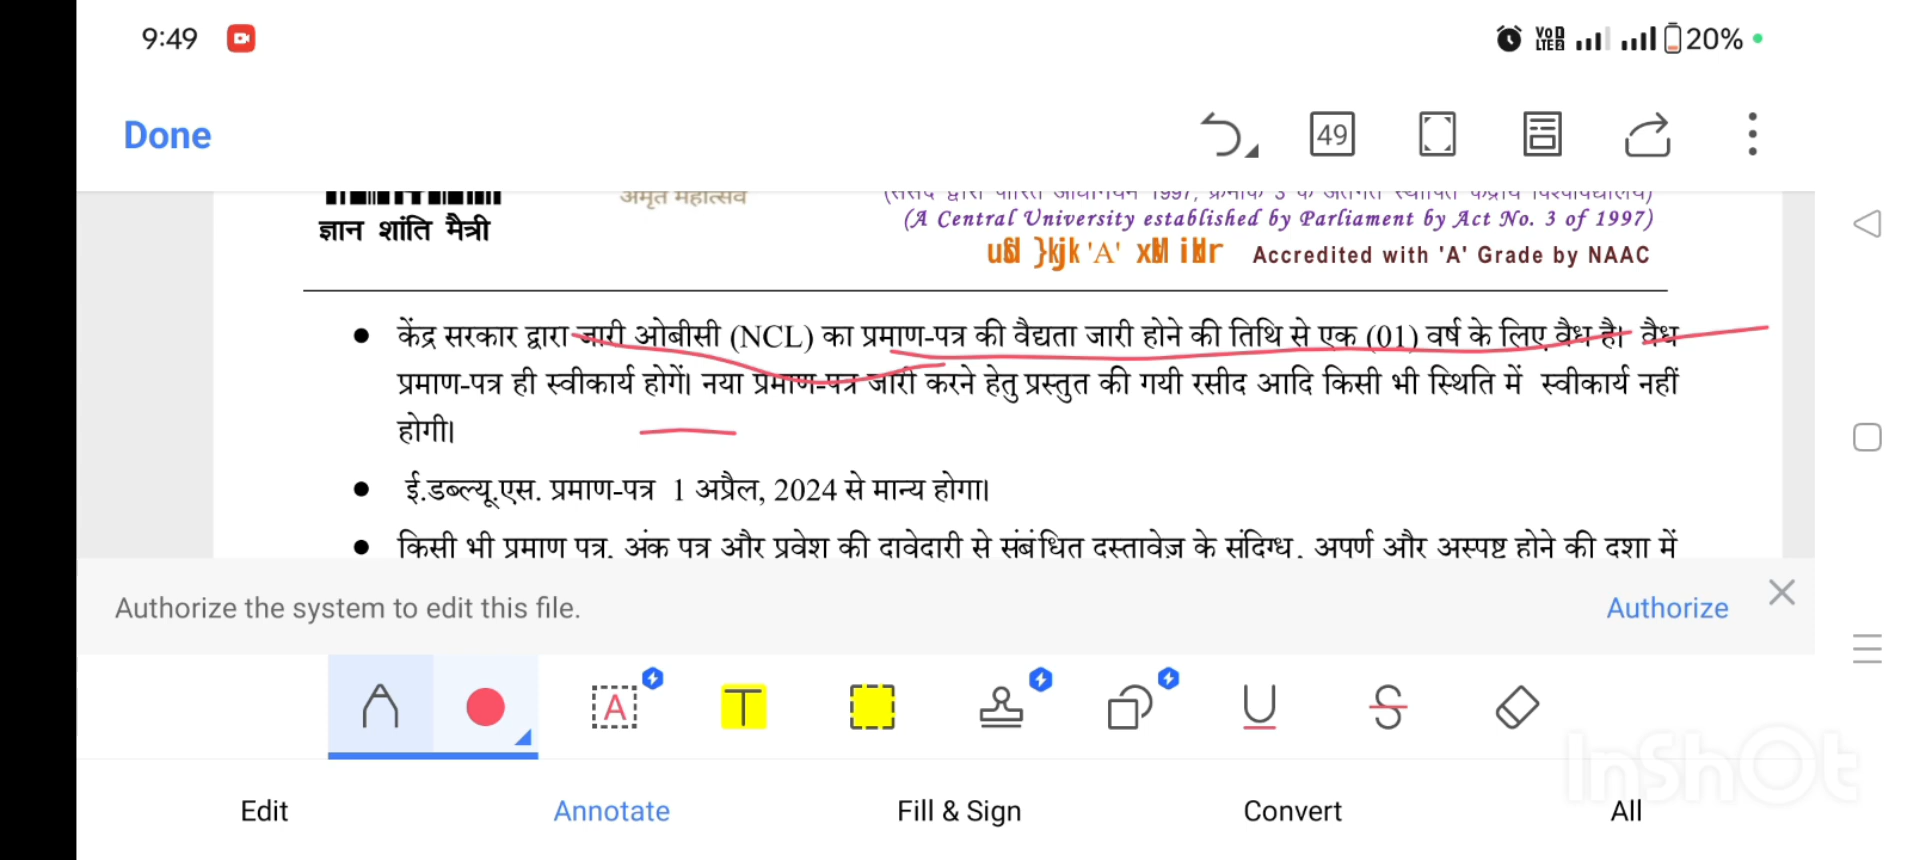 9:49
VoD LTE2 20%
Done
49
अमृत महोत्सव
ज्ञान शांति मैत्री
(A Central University established by Parliament by Act No. 3 of 1997)
'A' Accredited with 'A' Grade by NAAC
● केंद्र सरकार द्वारा जारी ओबीसी (NCL) का प्रमाण-पत्र की वैद्यता जारी होने की तिथि से एक (01) वर्ष के लिए वैध है। वैध
प्रमाण-पत्र ही स्वीकार्य होगें। नया प्रमाण-पत्र जारी करने हेतु प्रस्तुत की गयी रसीद आदि किसी भी स्थिति में स्वीकार्य नहीं
होगी।
● ई.डब्ल्यू.एस. प्रमाण-पत्र 1 अप्रैल, 2024 से मान्य होगा।
● किसी भी प्रमाण पत्र, अंक पत्र और प्रवेश की दावेदारी से संबंधित दस्तावेज़ के संदिग्ध, अपूर्ण और अस्पष्ट होने की दशा में
Authorize the system to edit this file.
Authorize
A T U S
InShOt
Edit
Annotate
Fill & Sign
Convert
All